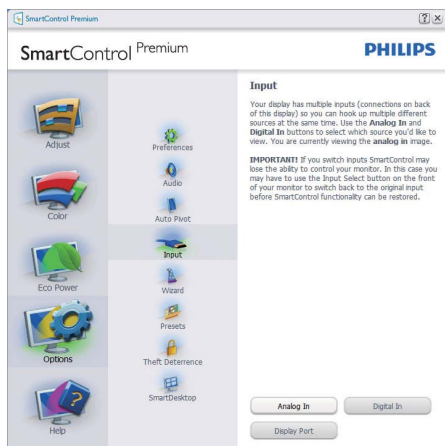 SmartControl Premium
SmartControl Premium
PHILIPS
Adjust
Color
Eco Power
Options
Help
Preferences
Audio
Auto Pivot
Input
Wizard
Presets
Theft Deterrence
SmartDesktop
Input
Your display has multiple inputs (connections on back
of this display) so you can hook up multiple different
sources at the same time. Use the Analog In and
Digital In buttons to select which source you'd like to
view. You are currently viewing the analog in image.
IMPORTANT! If you switch inputs SmartControl may
lose the ability to control your monitor. In this case you
may have to use the Input Select button on the front
of your monitor to switch back to the original input
before SmartControl functionality can be restored.
Analog In
Digital In
Display Port